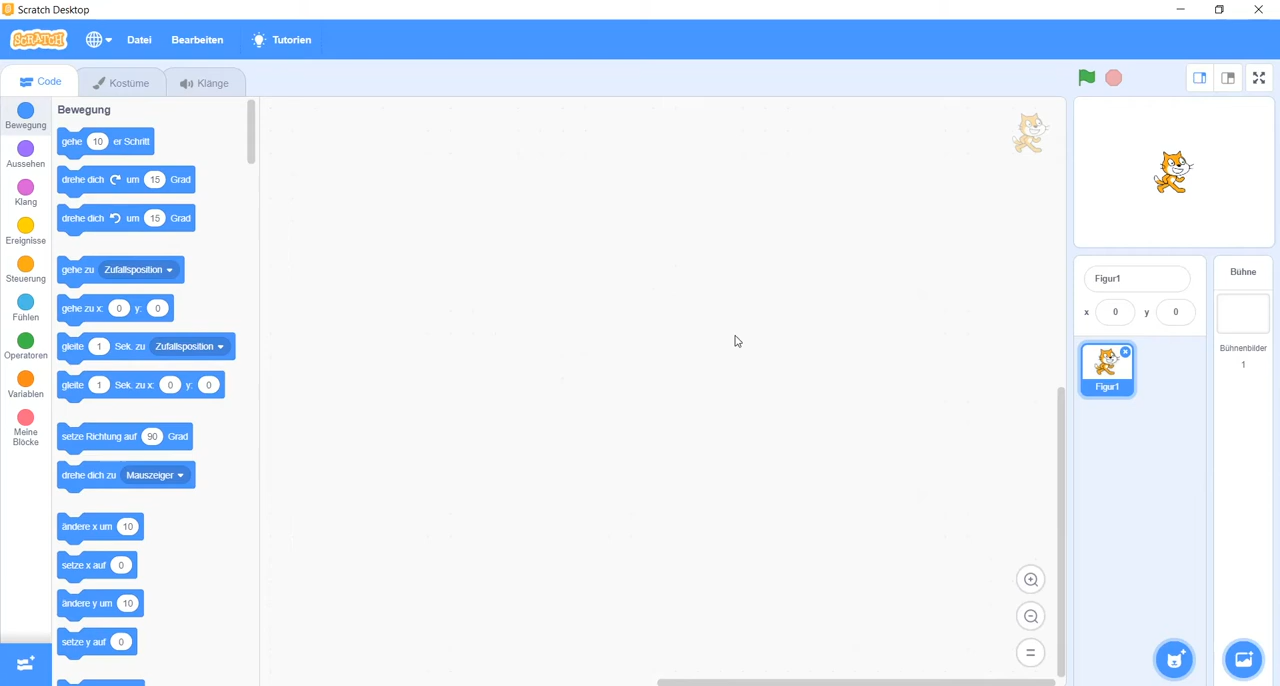 Scratch Desktop
SCRATCH Datei Bearbeiten Tutorien
Code Kostüme Klänge
Bewegung
Aussehen
Klang
Ereignisse
Steuerung
Fühlen
Operatoren
Variablen
Meine
Blöcke
Bewegung
gehe 10 er Schritt
drehe dich um 15 Grad
drehe dich um 15 Grad
gehe zu Zufallsposition
gehe zu x: 0 y: 0
gleite 1 Sek. zu Zufallsposition
gleite 1 Sek. zu x: 0 y: 0
setze Richtung auf 90 Grad
drehe dich zu Mauszeiger
ändere x um 10
setze x auf 0
ändere y um 10
setze y auf 0
Figur1
x 0 y 0
Figur1
Bühne
Bühnenbilder
1